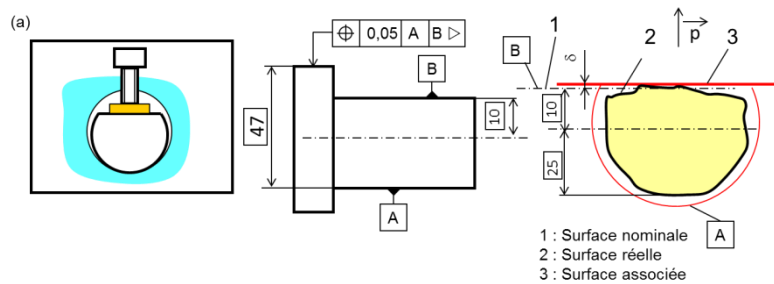 (a)
⌖ 0,05 A B ▷
47
B
10
A
B
1
δ
2
p
3
10
25
A
1 : Surface nominale
2 : Surface réelle
3 : Surface associée